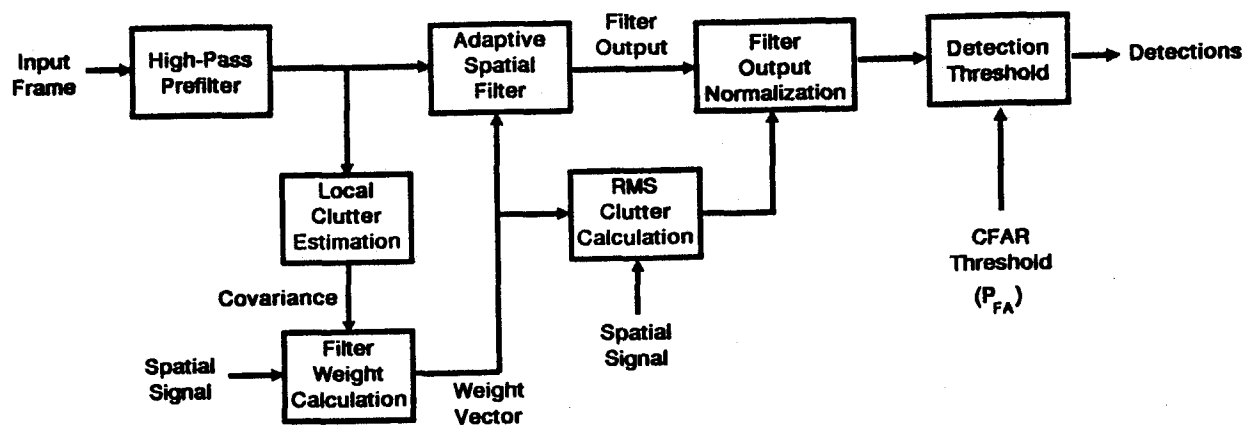 Input
Frame
High-Pass
Prefilter
Adaptive
Spatial
Filter
Filter
Output
Filter
Output
Normalization
Detection
Threshold
Detections
Local
Clutter
Estimation
RMS
Clutter
Calculation
CFAR
Threshold
(P_FA)
Covariance
Spatial
Signal
Spatial
Signal
Filter
Weight
Calculation
Weight
Vector